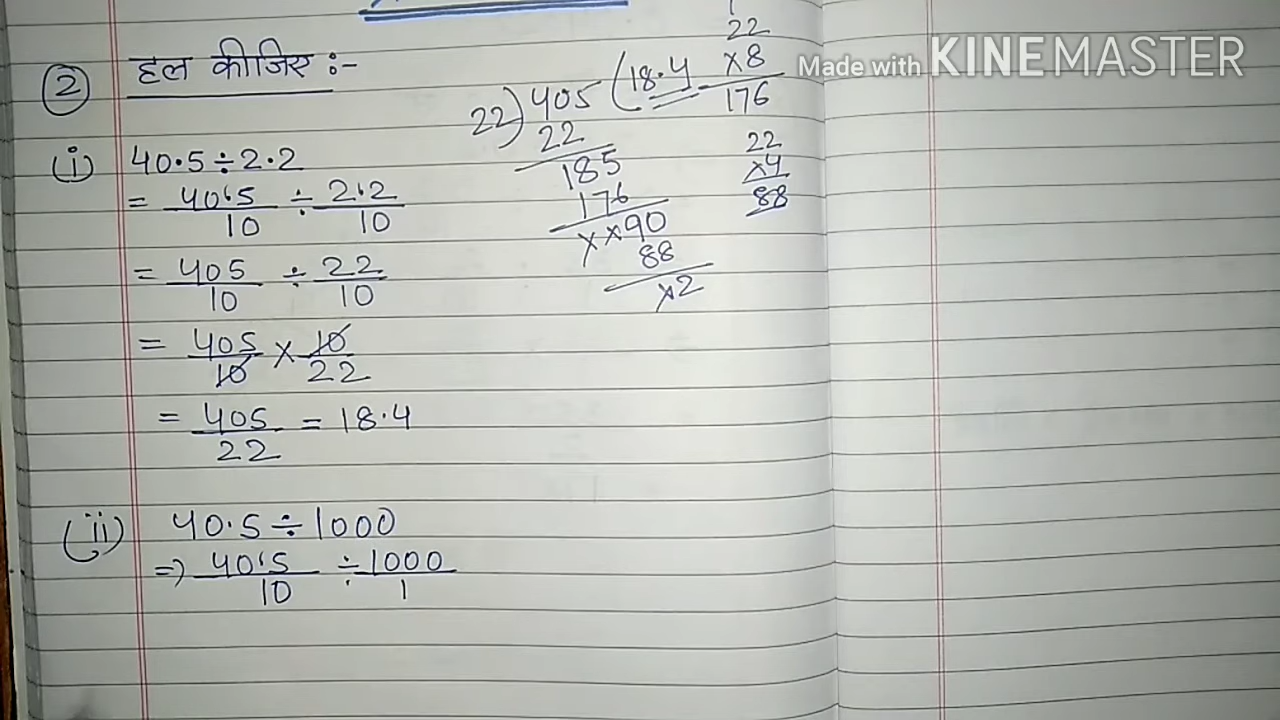 ② हल कीजिए :-
(i) 40.5 ÷ 2.2
= 40.5/10 ÷ 2.2/10
= 405/10 ÷ 22/10
= 405/10 × 10/22
= 405/22 = 18.4
(ii) 40.5 ÷ 1000
=> 40.5/10 ÷ 1000/1
22) 405 (18.4
22
185
176
××90
88
×2
1
22
×8
176
22
×4
88
Made with KINEMASTER